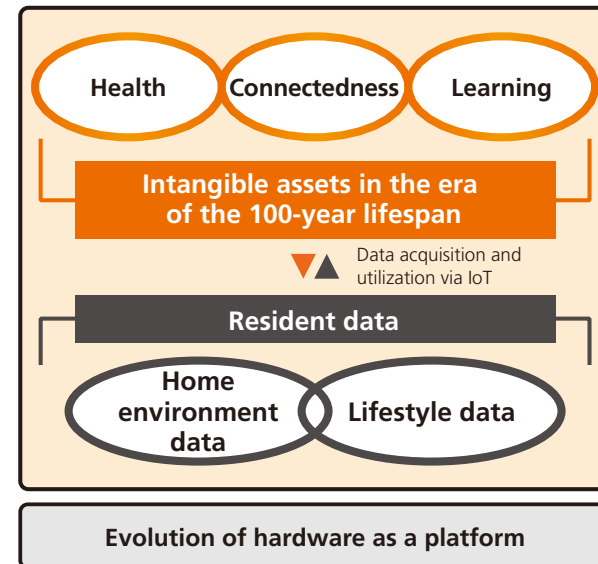 Health
Connectedness
Learning
Intangible assets in the era
of the 100-year lifespan
Data acquisition and
utilization via IoT
Resident data
Home
environment
data
Lifestyle data
Evolution of hardware as a platform